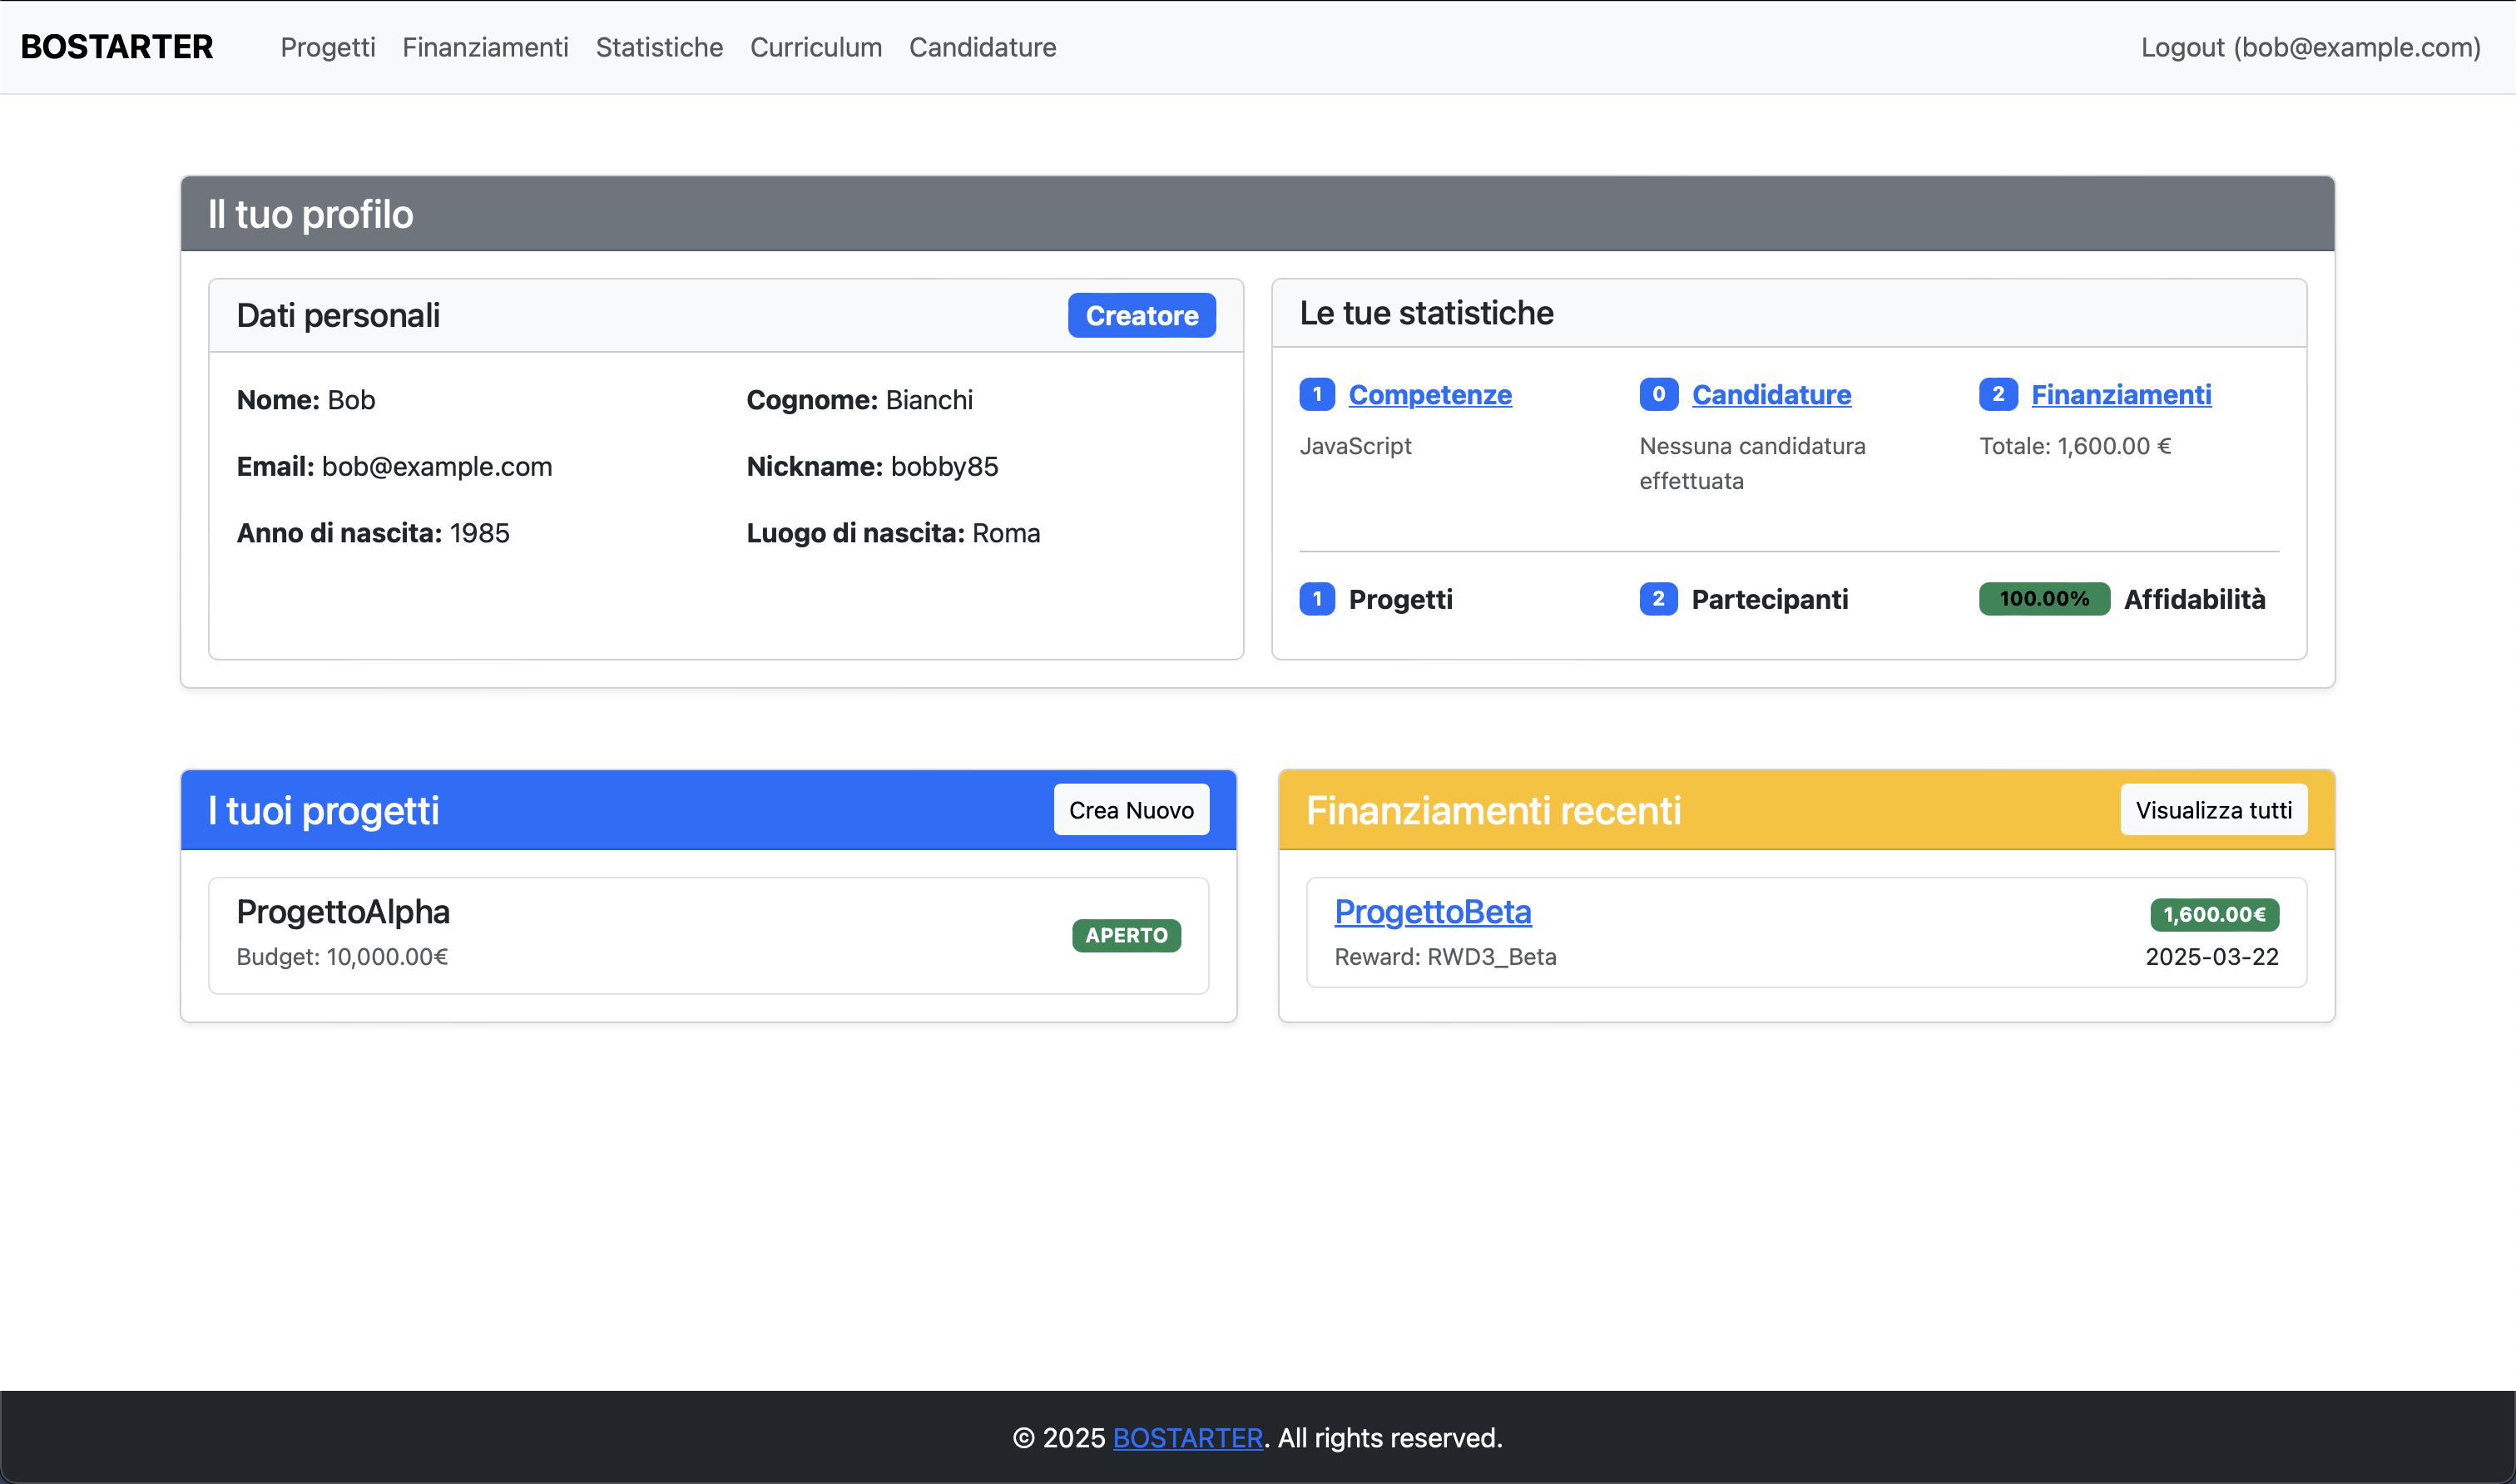 BOSTARTER Progetti Finanziamenti Statistiche Curriculum Candidature Logout (bob@example.com)
Il tuo profilo
Dati personali Creatore
Nome: Bob Cognome: Bianchi
Email: bob@example.com Nickname: bobby85
Anno di nascita: 1985 Luogo di nascita: Roma
Le tue statistiche
1 Competenze
JavaScript
0 Candidature
Nessuna candidatura
effettuata
2 Finanziamenti
Totale: 1,600.00 €
1 Progetti 2 Partecipanti 100.00% Affidabilità
I tuoi progetti Crea Nuovo
ProgettoAlpha
Budget: 10,000.00€
APERTO
Finanziamenti recenti Visualizza tutti
ProgettoBeta 1,600.00€
Reward: RWD3_Beta 2025-03-22
© 2025 BOSTARTER. All rights reserved.